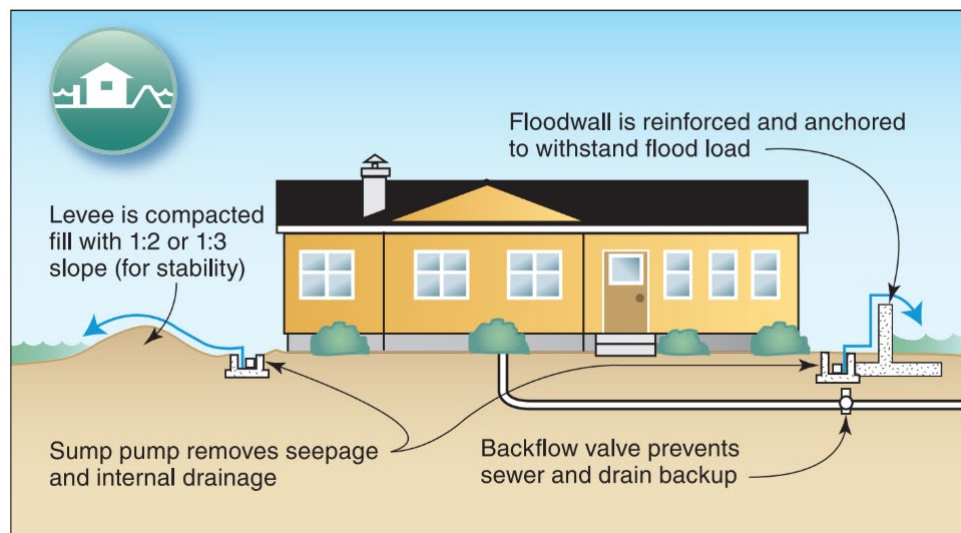 Floodwall is reinforced and anchored
to withstand flood load
Levee is compacted
fill with 1:2 or 1:3
slope (for stability)
Sump pump removes seepage
and internal drainage
Backflow valve prevents
sewer and drain backup